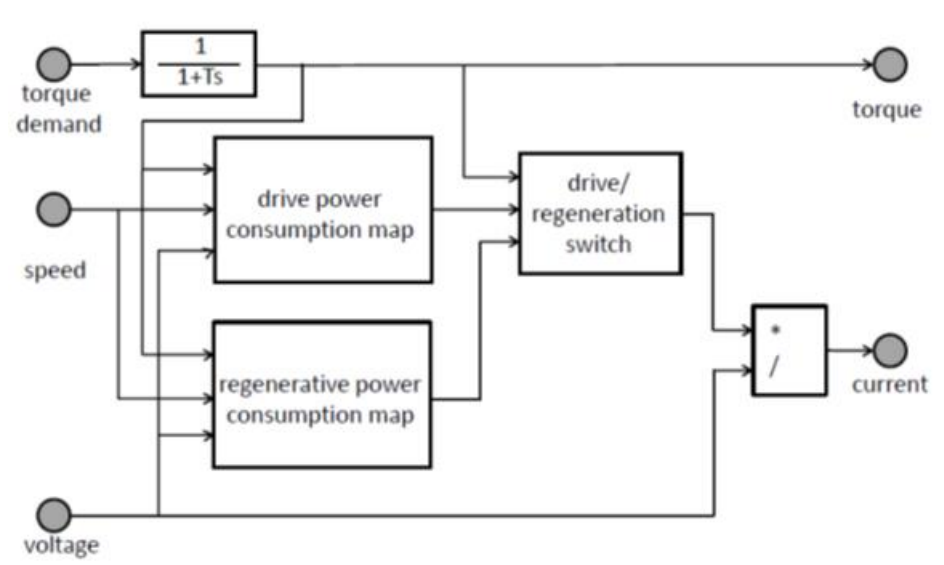 1
1+Ts
torque
demand
torque
drive power
consumption map
drive/
regeneration
switch
speed
*
/
regenerative power
consumption map
current
voltage